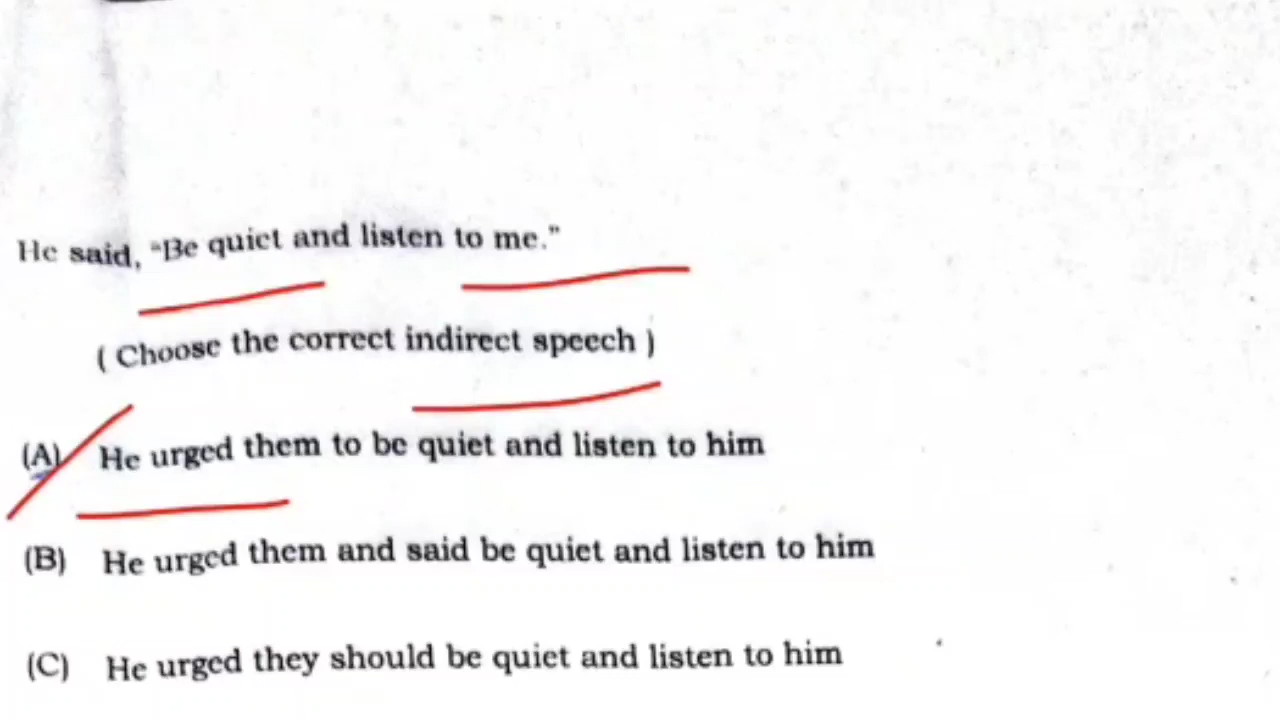 He said, “Be quiet and listen to me.”
( Choose the correct indirect speech )
(A) He urged them to be quiet and listen to him
(B) He urged them and said be quiet and listen to him
(C) He urged they should be quiet and listen to him